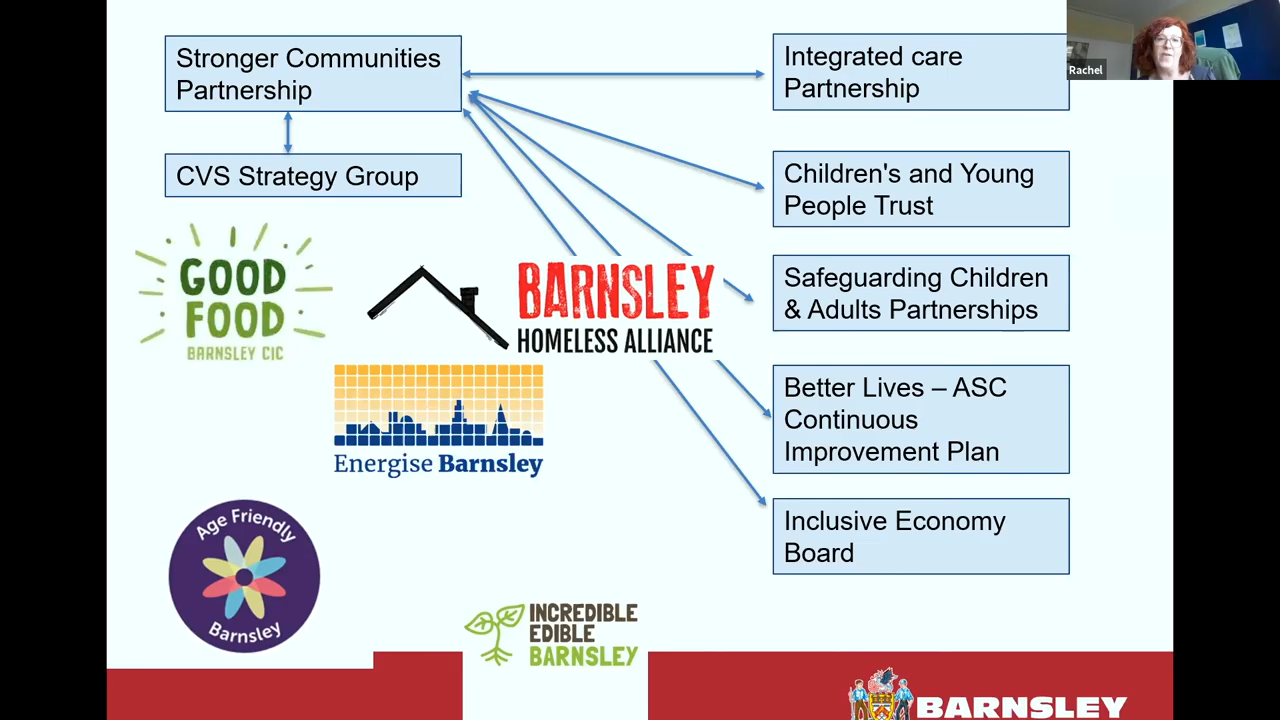 Stronger Communities
Partnership
CVS Strategy Group
Integrated care
Partnership
Rachel
Children's and Young
People Trust
Safeguarding Children
& Adults Partnerships
Better Lives – ASC
Continuous
Improvement Plan
Inclusive Economy
Board
GOOD
FOOD
BARNSLEY CIC
BARNSLEY
HOMELESS ALLIANCE
Energise Barnsley
Age Friendly
Barnsley
INCREDIBLE
EDIBLE
BARNSLEY
BARNSLEY